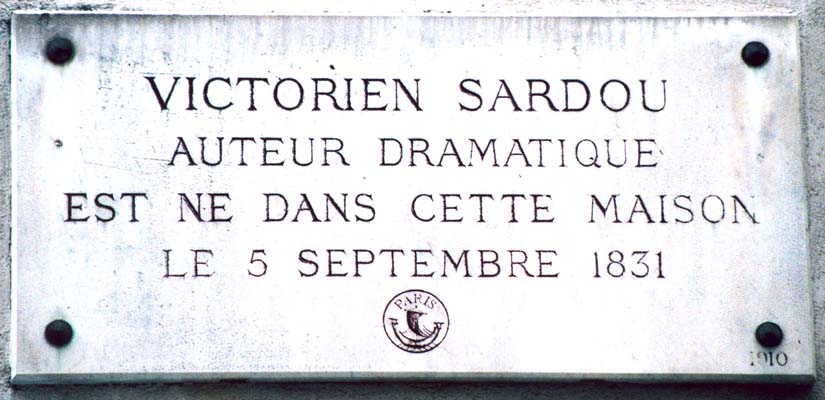 VICTORIEN SARDOU
AUTEUR DRAMATIQUE
EST NE DANS CETTE MAISON
LE 5 SEPTEMBRE 1831
PARIS
1910